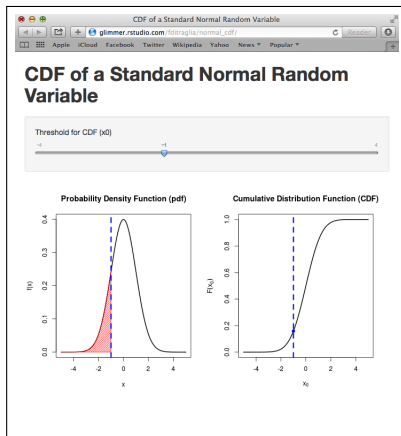 CDF of a Standard Normal Random Variable
glimmer.rstudio.com/fditraglia/normal_cdf/
Reader
Apple iCloud Facebook Twitter Wikipedia Yahoo News ▾ Popular ▾
CDF of a Standard Normal Random
Variable
Threshold for CDF (x0)
-4 -1 4
Probability Density Function (pdf)
f(x)
0.4
0.3
0.2
0.1
0.0
-4 -2 0 2 4
x
Cumulative Distribution Function (CDF)
F(x₀)
1.0
0.8
0.6
0.4
0.2
0.0
-4 -2 0 2 4
x₀